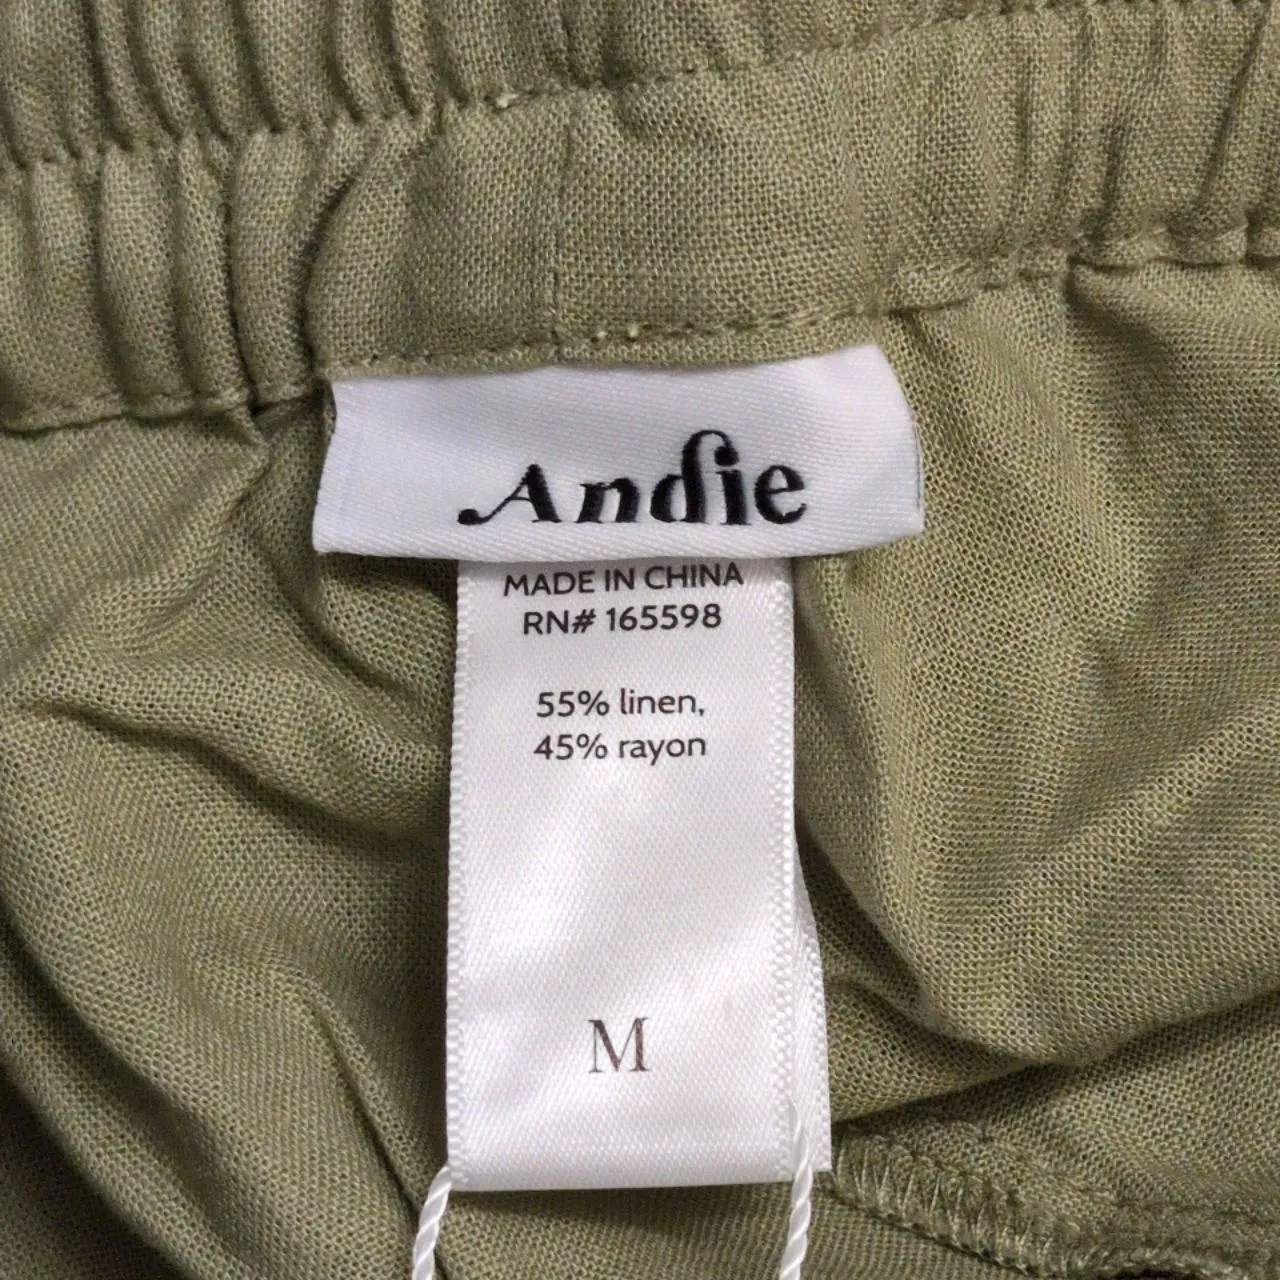 Andie
MADE IN CHINA
RN# 165598
55% linen,
45% rayon
M